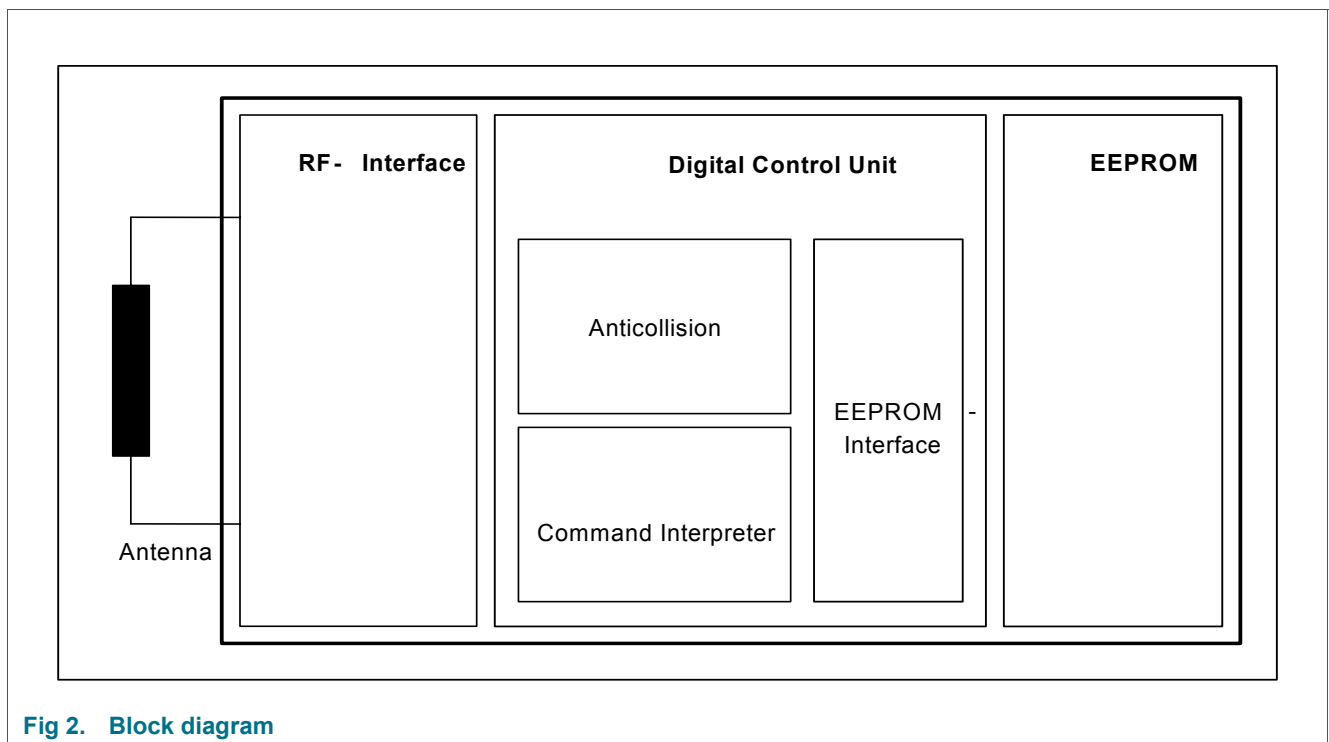 RF- Interface
Digital Control Unit
EEPROM
Anticollision
EEPROM -
Interface
Command Interpreter
Antenna
Fig 2. Block diagram